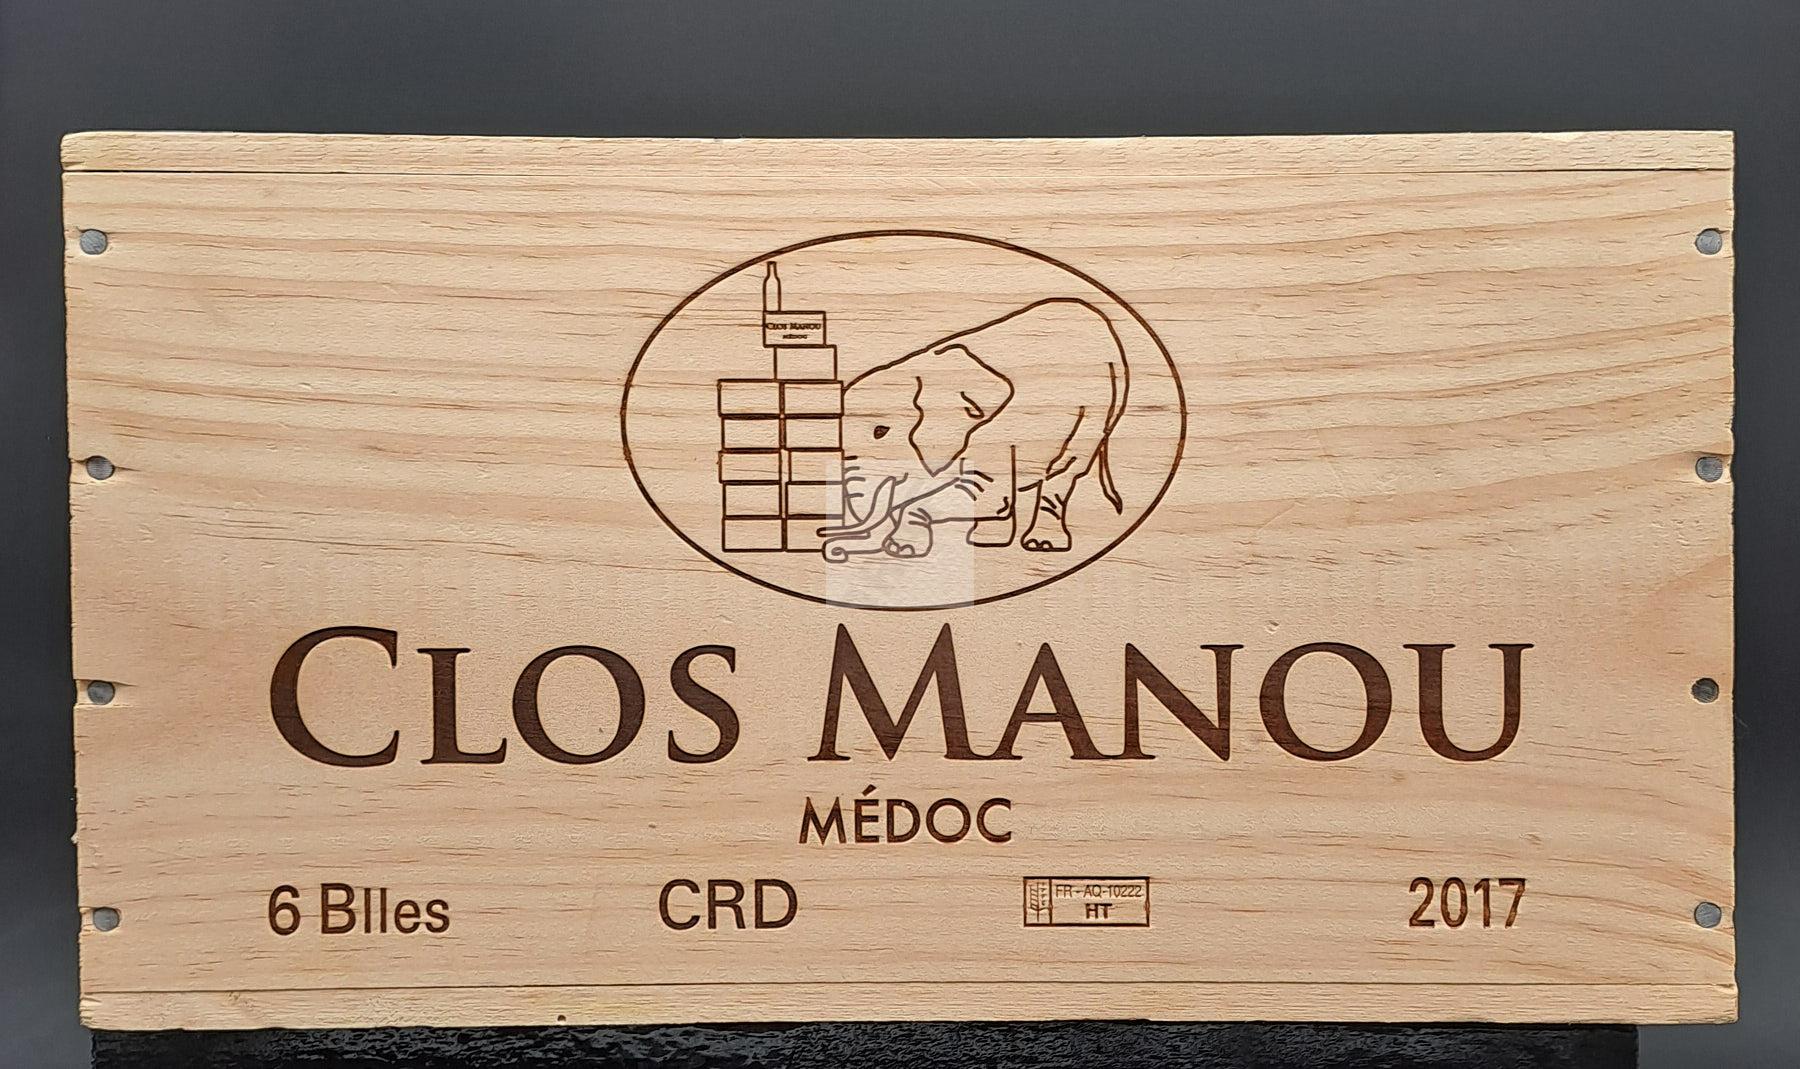 CLOS MANOU
MÉDOC
CLOS MANOU
MÉDOC
6 Blles CRD FR - AQ-10222 HT 2017